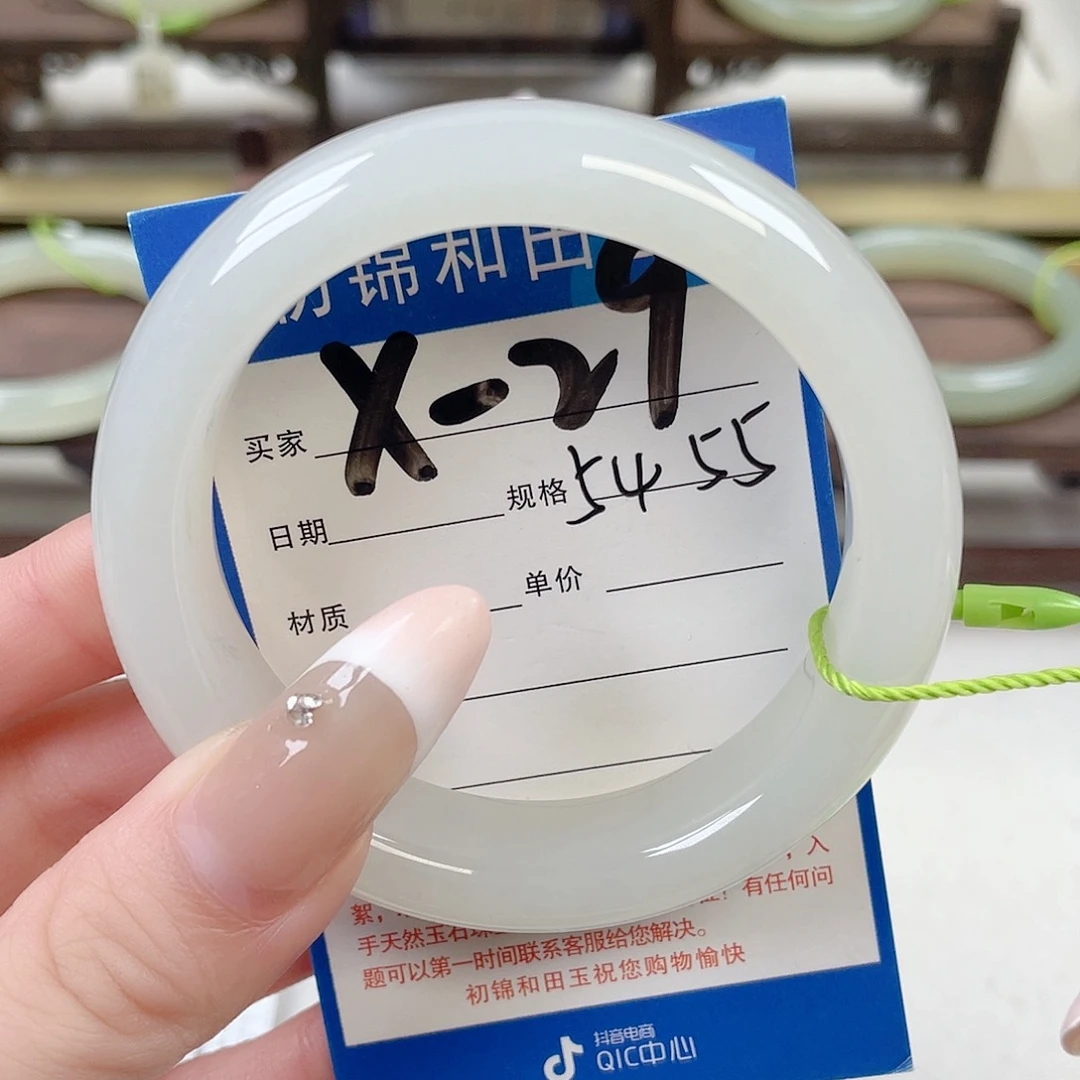 初锦和田
买家 X-29
日期 规格 54 55
材质 单价
，入
絮， 有任何问
手天然玉石
题可以第一时间联系客服给您解决。
初锦和田玉祝您购物愉快
抖音电商
QIC中心